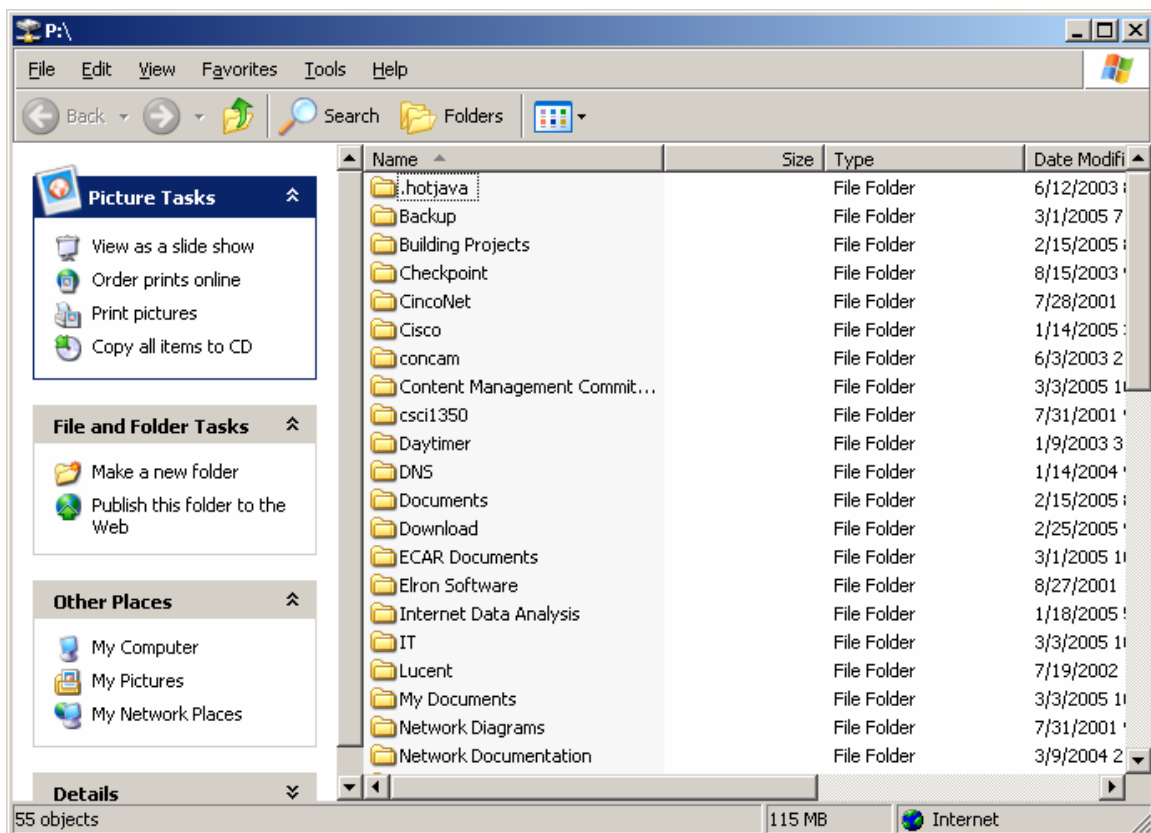 P:\
File Edit View Favorites Tools Help
Back Search Folders
Name Size Type Date Modifi
Picture Tasks
View as a slide show
Order prints online
Print pictures
Copy all items to CD
File and Folder Tasks
Make a new folder
Publish this folder to the
Web
Other Places
My Computer
My Pictures
My Network Places
Details
.hotjava File Folder 6/12/2003
Backup File Folder 3/1/2005 7
Building Projects File Folder 2/15/2005
Checkpoint File Folder 8/15/2003
CincoNet File Folder 7/28/2001
Cisco File Folder 1/14/2005
concam File Folder 6/3/2003 2
Content Management Commit... File Folder 3/3/2005 1
csci1350 File Folder 7/31/2001
Daytimer File Folder 1/9/2003 3
DNS File Folder 1/14/2004
Documents File Folder 2/15/2005
Download File Folder 2/25/2005
ECAR Documents File Folder 3/1/2005 1
Elron Software File Folder 8/27/2001
Internet Data Analysis File Folder 1/18/2005
IT File Folder 3/3/2005 1
Lucent File Folder 7/19/2002
My Documents File Folder 3/3/2005 1
Network Diagrams File Folder 7/31/2001
Network Documentation File Folder 3/9/2004 2
55 objects 115 MB Internet